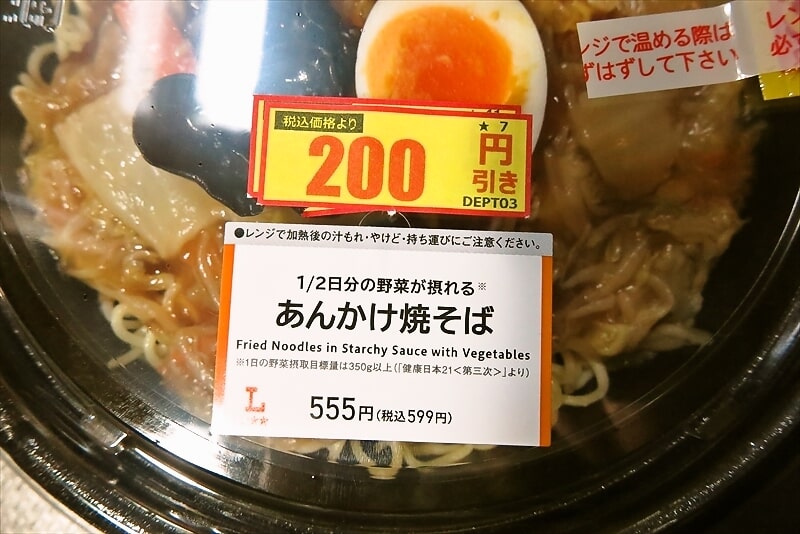 レンジで温める際は
ずはずして下さい
レン
必
税込価格より
★ 7
200
円
引き
DEPT03
●レンジで加熱後の汁もれ・やけど・持ち運びにご注意ください。
1/2日分の野菜が摂れる※
あんかけ焼そば
Fried Noodles in Starchy Sauce with Vegetables
※1日の野菜摂取目標量は350g以上(「健康日本21<第三次>」より)
L
555円(税込599円)